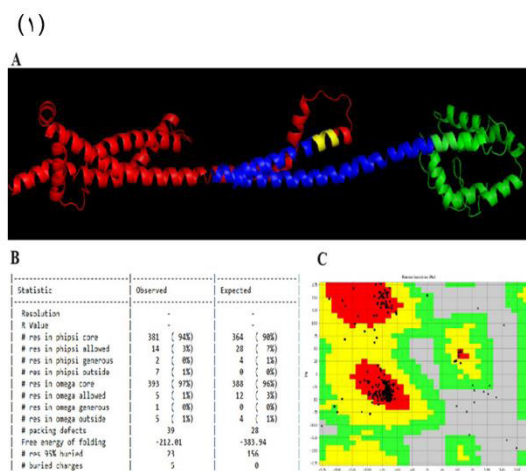 (١)
A
B
C
Statistic Observed Expected
Resolution - -
R Value - -
# res in phipsi core 381 ( 94%) 364 ( 90%)
# res in phipsi allowed 14 ( 3%) 28 ( 7%)
# res in phipsi generous 2 ( 0%) 4 ( 1%)
# res in phipsi outside 7 ( 1%) 0 ( 0%)
# res in omega core 393 ( 97%) 388 ( 96%)
# res in omega allowed 5 ( 1%) 12 ( 3%)
# res in omega generous 1 ( 0%) 0 ( 0%)
# res in omega outside 5 ( 1%) 4 ( 1%)
# packing defects 39 28
Free energy of folding -212.01 -383.94
# res 95% buried 23 156
# buried charges 5 0